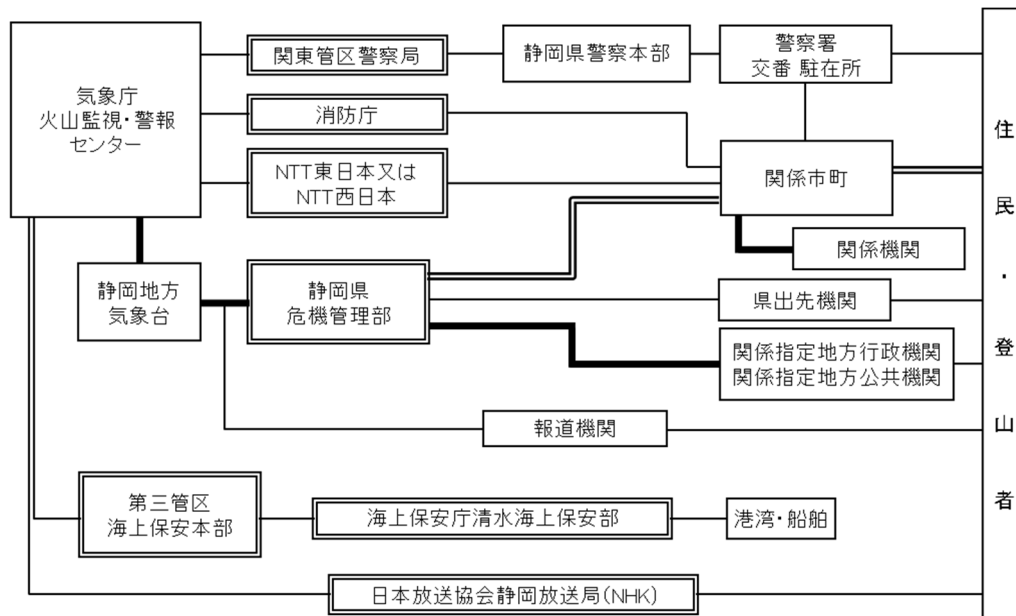 気象庁
火山監視・警報
センター
関東管区警察局
静岡県警察本部
警察署
交番 駐在所
消防庁
NTT東日本又は
NTT西日本
関係市町
関係機関
静岡地方
気象台
静岡県
危機管理部
県出先機関
関係指定地方行政機関
関係指定地方公共機関
報道機関
第三管区
海上保安本部
海上保安庁清水海上保安部
港湾・船舶
日本放送協会静岡放送局(NHK)
住民・登山者